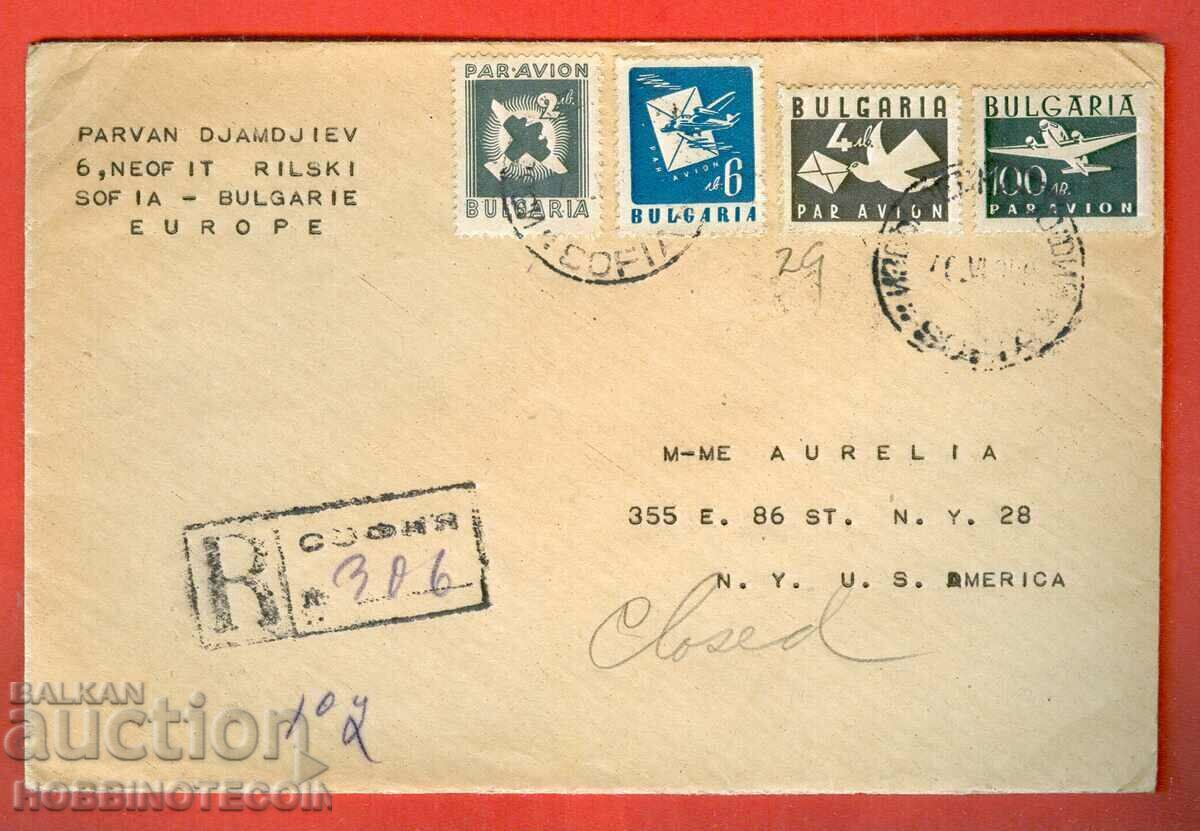 PARVAN DJAMDJIEV
6, NEOFIT RILSKI
SOFIA - BULGARIE
EUROPE
PAR·AVION
2 лв.
BULGARIA
PAR AVION
лв. 6
BULGARIA
BULGARIA
4 лв.
PAR AVION
BULGARIA
100 лв.
PAR AVION
SOFIA
29
M-ME AURELIA
355 E. 86 ST. N. Y. 28
N. Y. U. S. AMERICA
Closed
R
СОФИЯ
306
BALKAN
auction
HOBBINOTECOIN